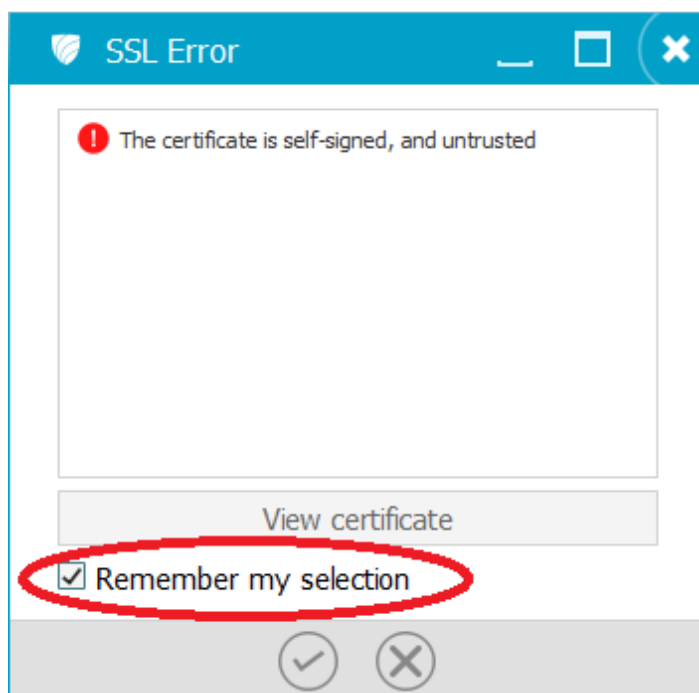 SSL Error
The certificate is self-signed, and untrusted
View certificate
Remember my selection